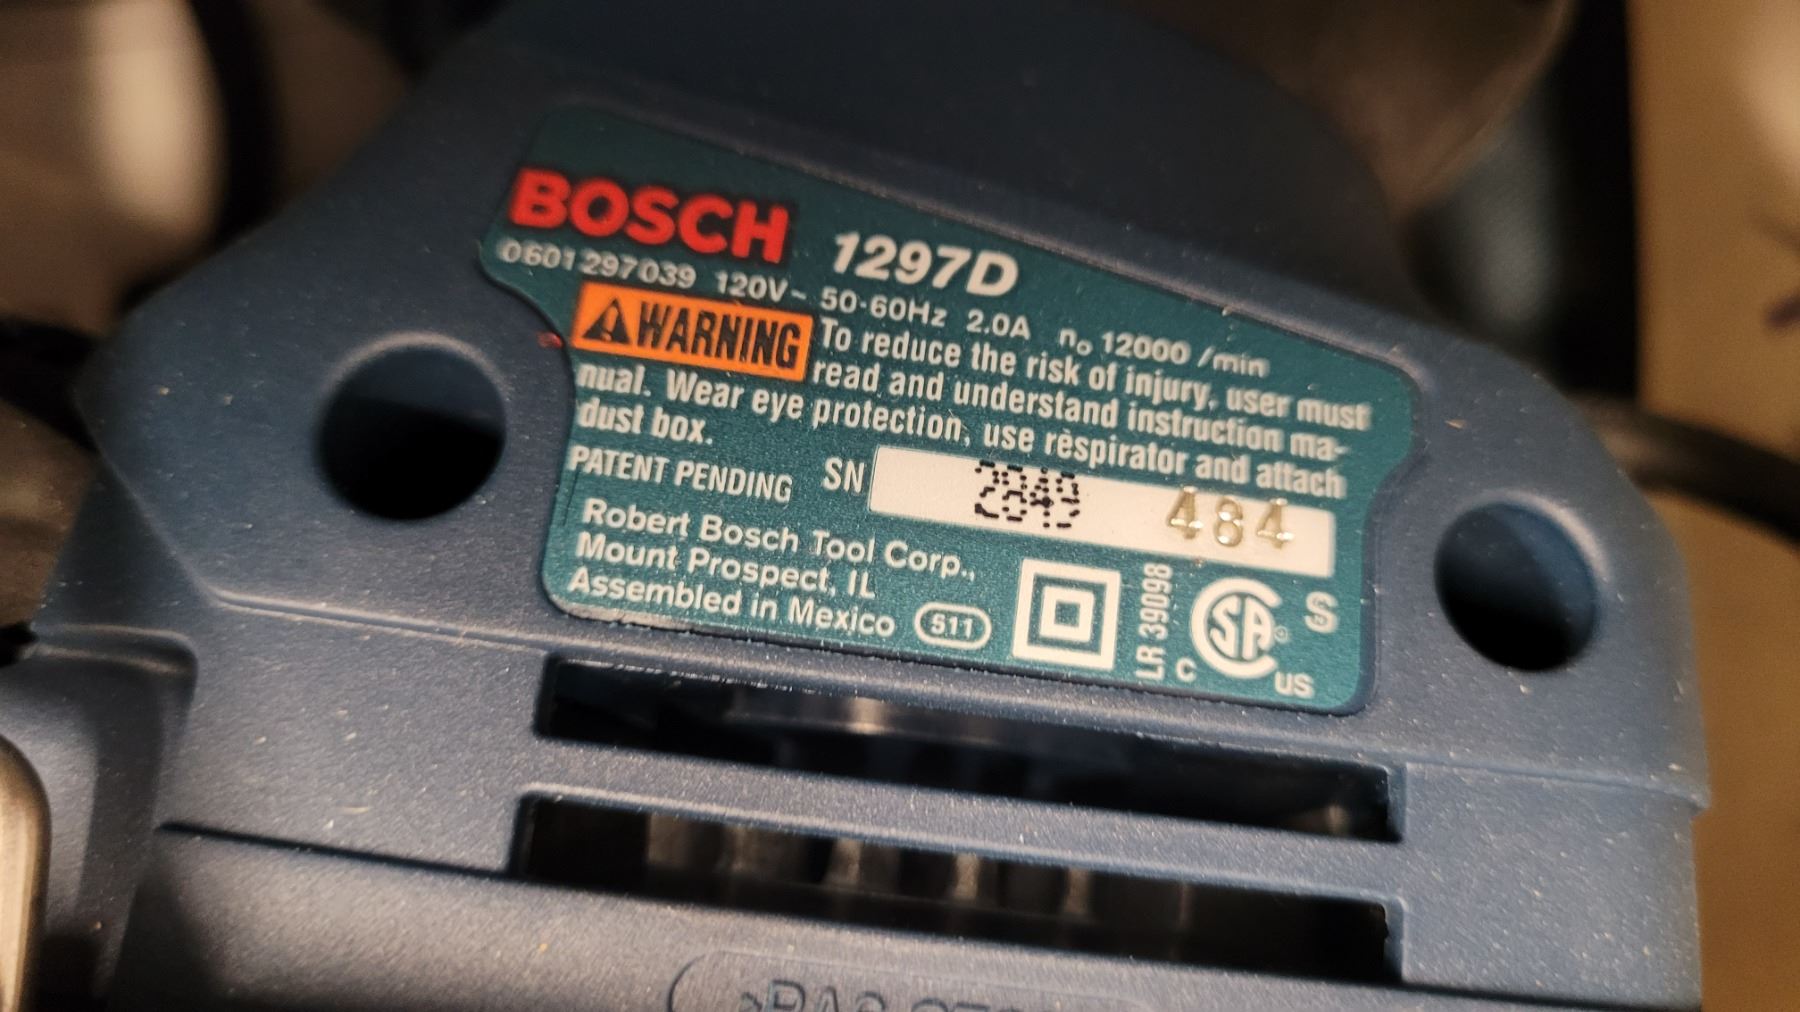 BOSCH 1297D
0601297039 120V~ 50-60Hz 2.0A n₀ 12000 /min
⚠WARNING To reduce the risk of injury, user must
read and understand instruction ma-
nual. Wear eye protection, use respirator and attach
dust box.
PATENT PENDING SN 484
Robert Bosch Tool Corp.,
Mount Prospect, IL
Assembled in Mexico 511
LR 39098
C SA ® US
S